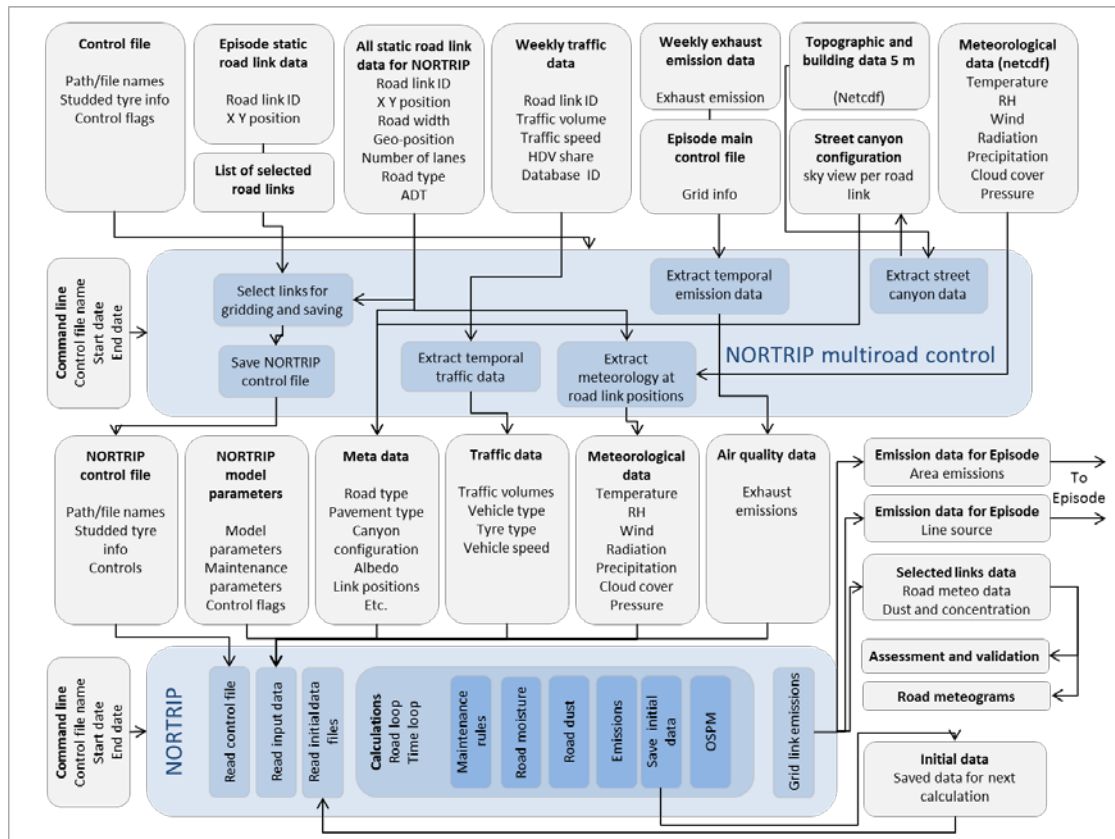 Control file
Path/file names
Studded tyre info
Control flags
Episode static
road link data
Road link ID
X Y position
List of selected
road links
All static road link
data for NORTRIP
Road link ID
X Y position
Road width
Geo-position
Number of lanes
Road type
ADT
Weekly traffic
data
Road link ID
Traffic volume
Traffic speed
HDV share
Database ID
Weekly exhaust
emission data
Exhaust emission
Episode main
control file
Grid info
Topographic and
building data 5 m
(Netcdf)
Street canyon
configuration
sky view per road
link
Meteorological
data (netcdf)
Temperature
RH
Wind
Radiation
Precipitation
Cloud cover
Pressure
Command line
Control file name
Start date
End date
Select links for
gridding and saving
Save NORTRIP
control file
Extract temporal
traffic data
Extract
meteorology at
road link positions
Extract temporal
emission data
Extract street
canyon data
NORTRIP multiroad control
NORTRIP
control file
Path/file names
Studded tyre
info
Controls
NORTRIP
model
parameters
Model
parameters
Maintenance
parameters
Control flags
Meta data
Road type
Pavement type
Canyon
configuration
Albedo
Link positions
Etc.
Traffic data
Traffic volumes
Vehicle type
Tyre type
Vehicle speed
Meteorological
data
Temperature
RH
Wind
Radiation
Precipitation
Cloud cover
Pressure
Air quality data
Exhaust
emissions
Emission data for Episode
Area emissions
Emission data for Episode
Line source
To
Episode
Selected links data
Road meteo data
Dust and concentration
Assessment and validation
Road meteograms
Command line
Control file name
Start date
End date
NORTRIP
Read control file
Read input data
Read initial data
files
Calculations
Road loop
Time loop
Maintenance
rules
Road moisture
Road dust
Emissions
Save initial
data
OSPM
Grid link emissions
Initial data
Saved data for next
calculation